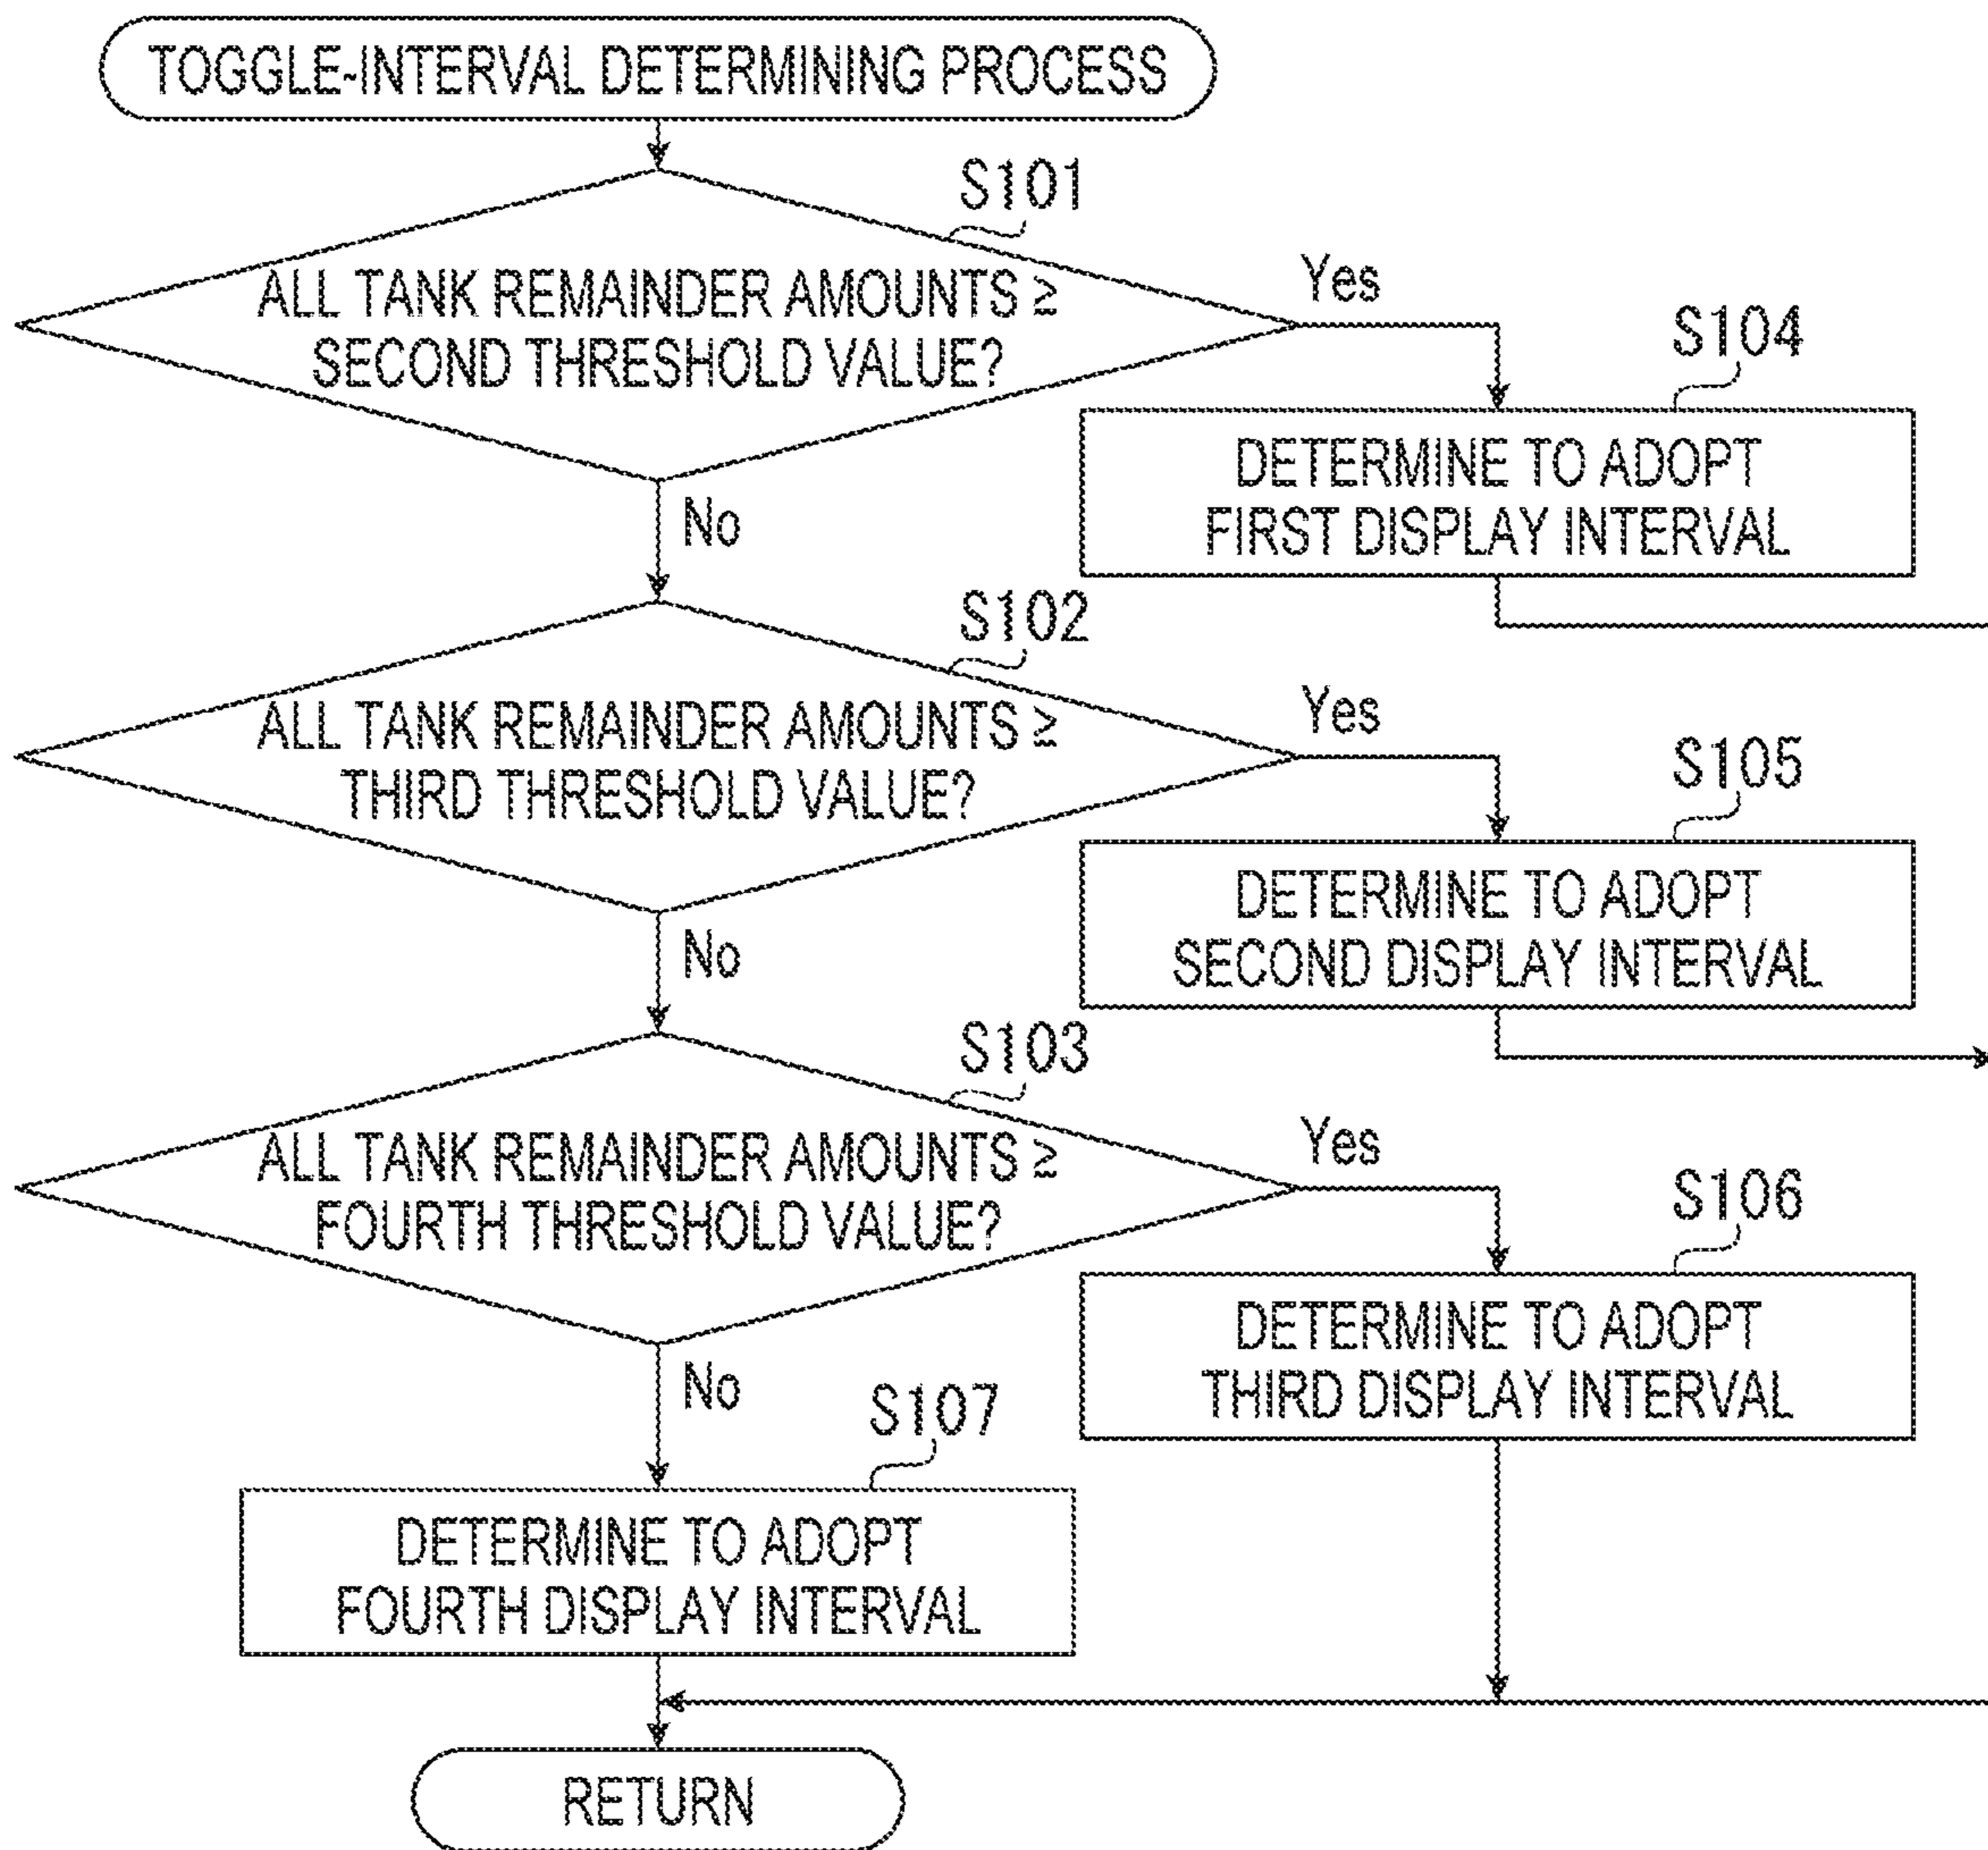 TOGGLE-INTERVAL DETERMINING PROCESS
S101
ALL TANK REMAINDER AMOUNTS ≧
SECOND THRESHOLD VALUE?
Yes
S104
DETERMINE TO ADOPT
FIRST DISPLAY INTERVAL
No
S102
ALL TANK REMAINDER AMOUNTS ≧
THIRD THRESHOLD VALUE?
Yes
S105
DETERMINE TO ADOPT
SECOND DISPLAY INTERVAL
No
S103
ALL TANK REMAINDER AMOUNTS ≧
FOURTH THRESHOLD VALUE?
Yes
S106
DETERMINE TO ADOPT
THIRD DISPLAY INTERVAL
No
S107
DETERMINE TO ADOPT
FOURTH DISPLAY INTERVAL
RETURN